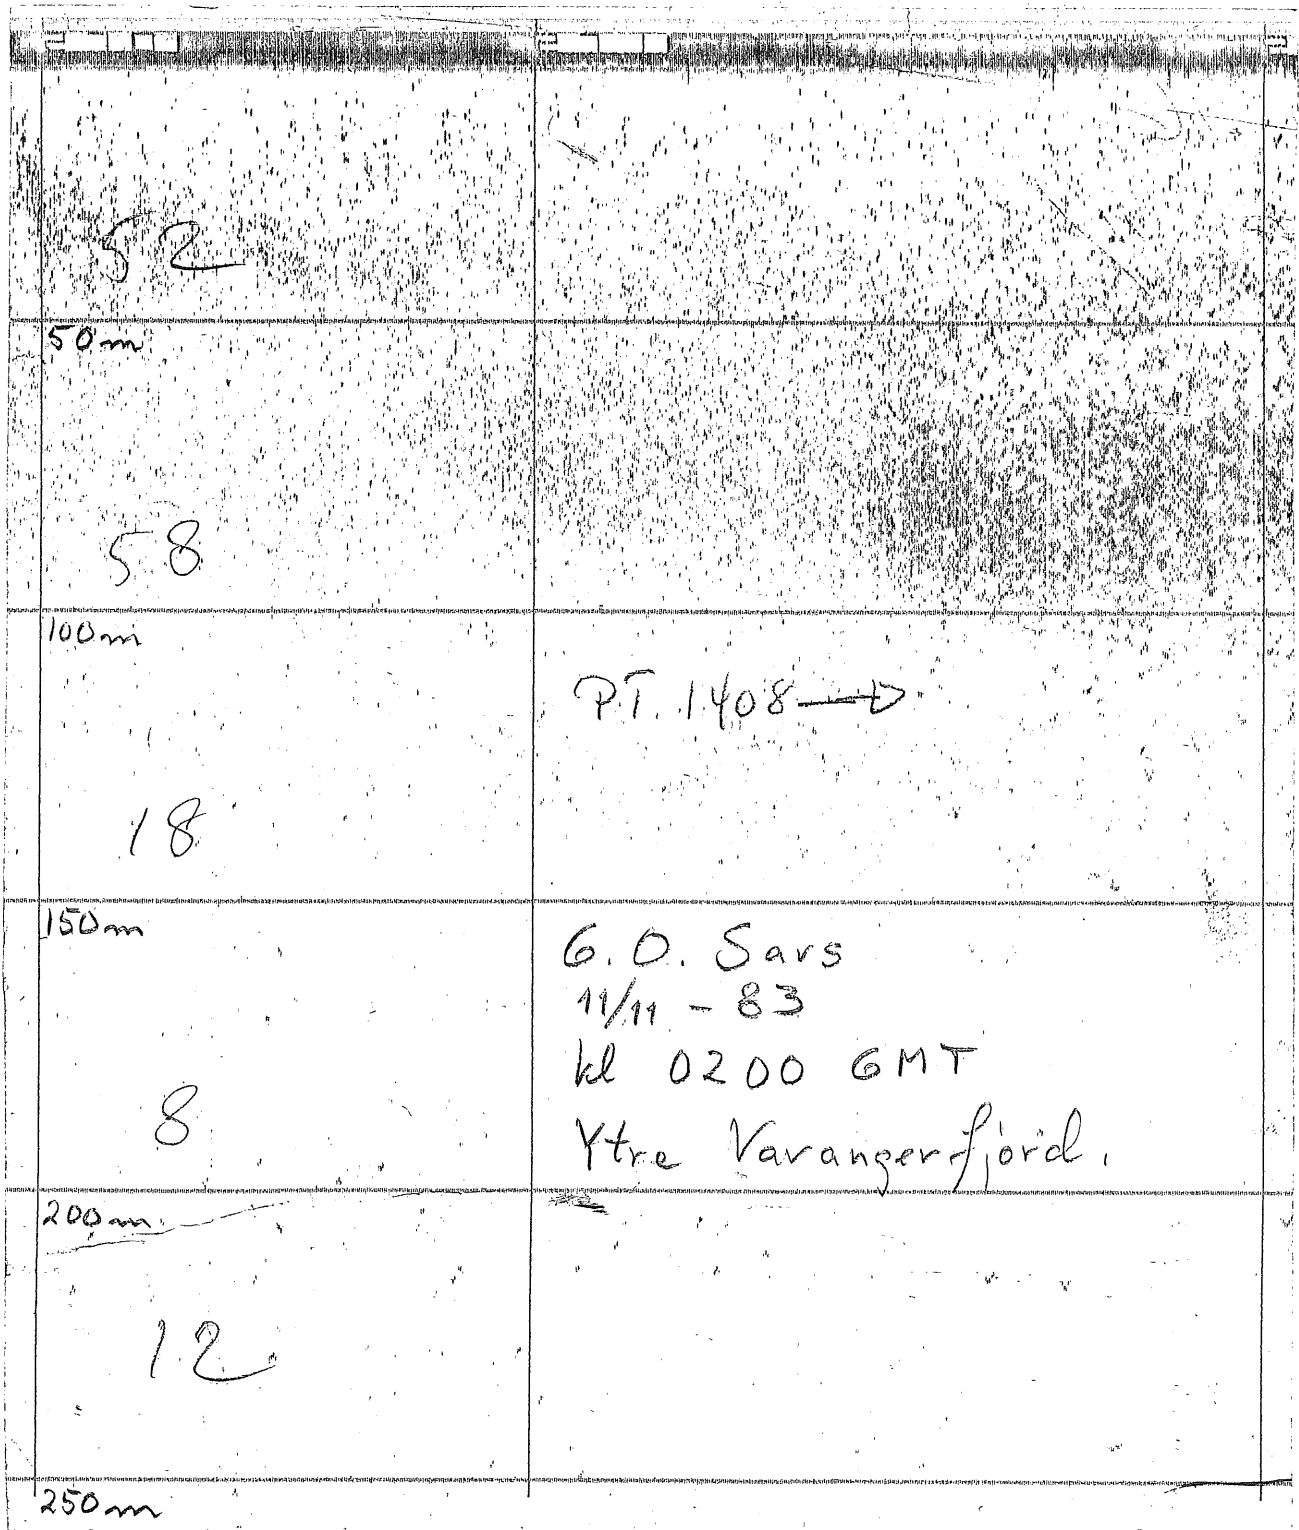 52
50m
58
100m
P.T. 1408
18
150m
G.O. Sars
11/11 - 83
kl 0200 GMT
8
Ytre Varangerfjord.
200m
12
250m